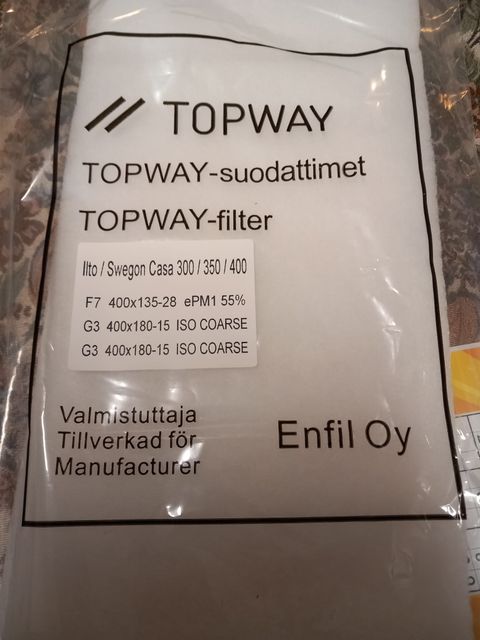 TOPWAY
TOPWAY-suodattimet
TOPWAY-filter
Ilto / Swegon Casa 300 / 350 / 400
F7 400x135-28 ePM1 55%
G3 400x180-15 ISO COARSE
G3 400x180-15 ISO COARSE
Valmistuttaja
Tillverkad för
Manufacturer
Enfil Oy